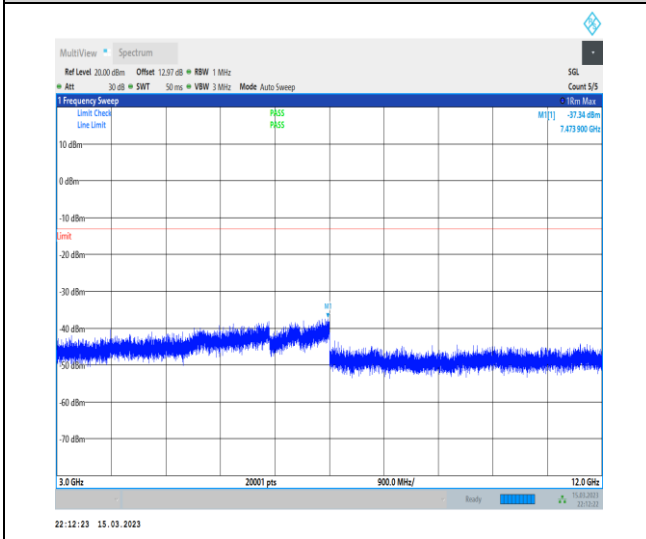 MultiView Spectrum
Ref Level 20.00 dBm Offset 12.97 dB RBW 1 MHz SGL
Att 30 dB SWT 50 ms VBW 3 MHz Mode Auto Sweep Count 5/5
1 Frequency Sweep 1Rm Max
Limit Check PASS M1[1] -37.34 dBm
Line Limit PASS 7.473 900 GHz
10 dBm
0 dBm
-10 dBm
Limit
-20 dBm
-30 dBm
M1
-40 dBm
-50 dBm
-60 dBm
-70 dBm
3.0 GHz 20001 pts 900.0 MHz/ 12.0 GHz
Ready 15.03.2023
22:12:22
22:12:23 15.03.2023